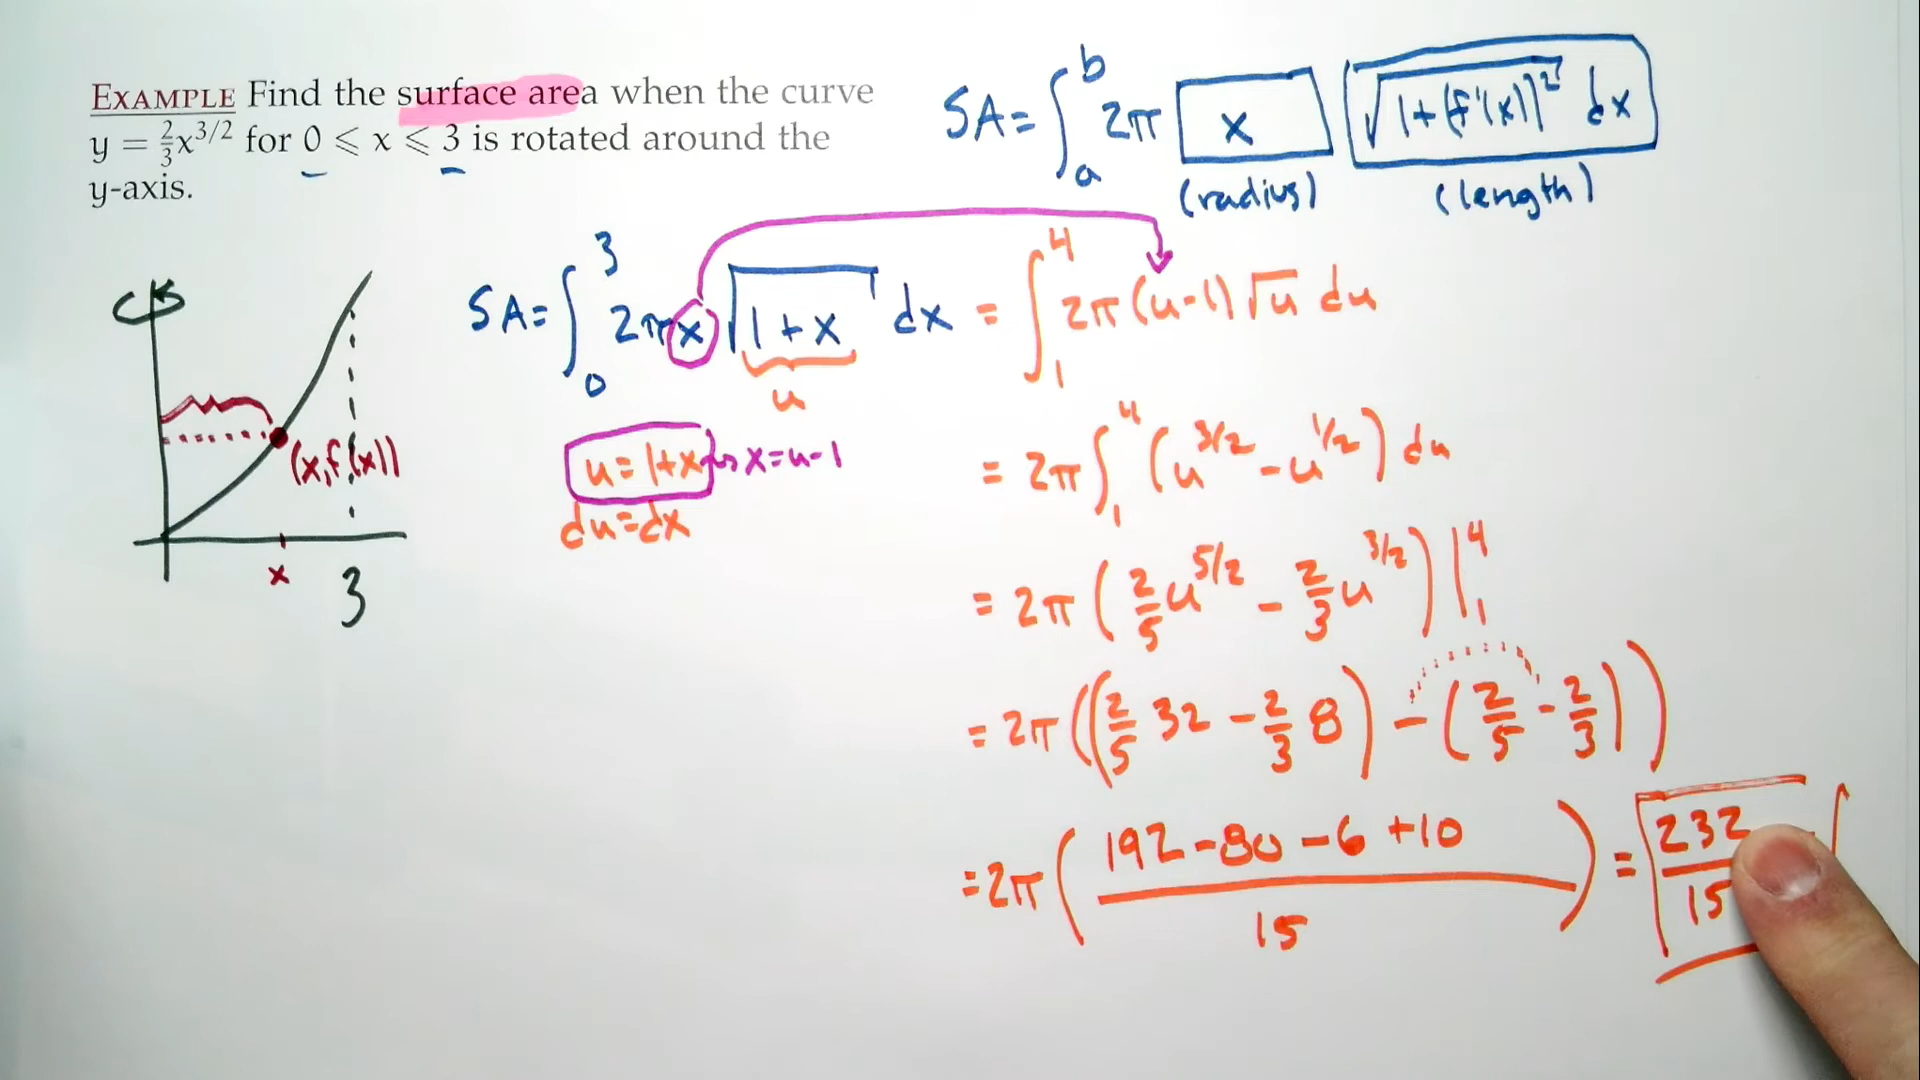 EXAMPLE Find the surface area when the curve
y = 2/3 x^{3/2} for 0 ⩽ x ⩽ 3 is rotated around the
y-axis.
SA = ∫_a^b 2π x √(1+(f'(x))^2) dx
(radius) (length)
SA = ∫_0^3 2π x √(1+x) dx = ∫_1^4 2π(u-1)√u du
u
u=1+x → x=u-1
du=dx
(x,f(x))
x 3
= 2π ∫_1^4 (u^{3/2} - u^{1/2}) du
= 2π (2/5 u^{5/2} - 2/3 u^{3/2}) |_1^4
= 2π ((2/5 32 - 2/3 8) - (2/5 - 2/3))
= 2π (192-80-6+10 / 15) = 232 / 15